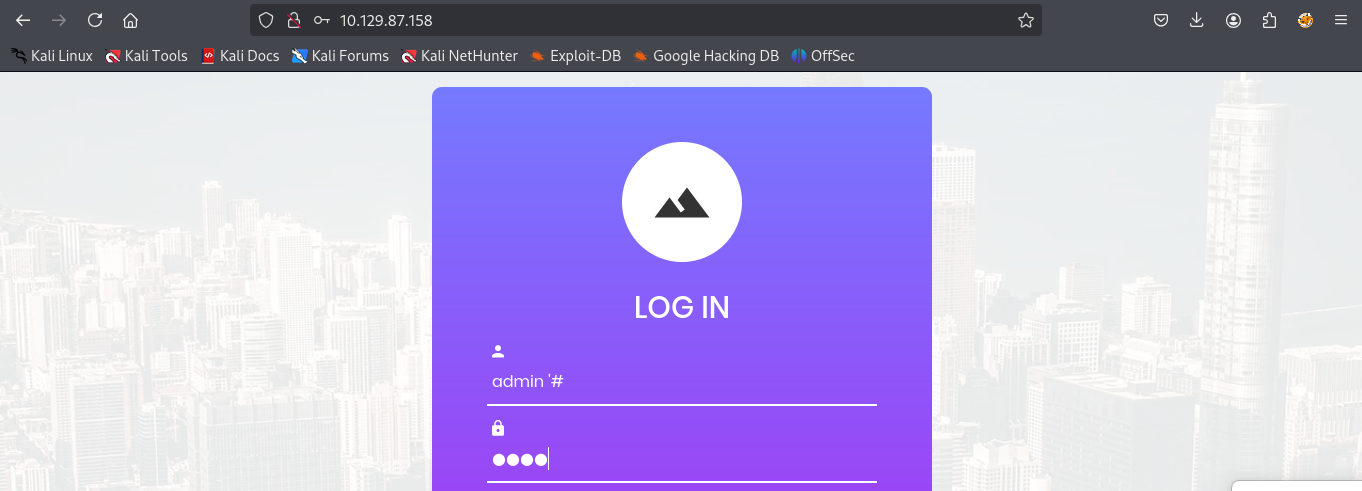 10.129.87.158
Kali Linux Kali Tools Kali Docs Kali Forums Kali NetHunter Exploit-DB Google Hacking DB OffSec
LOG IN
admin '#